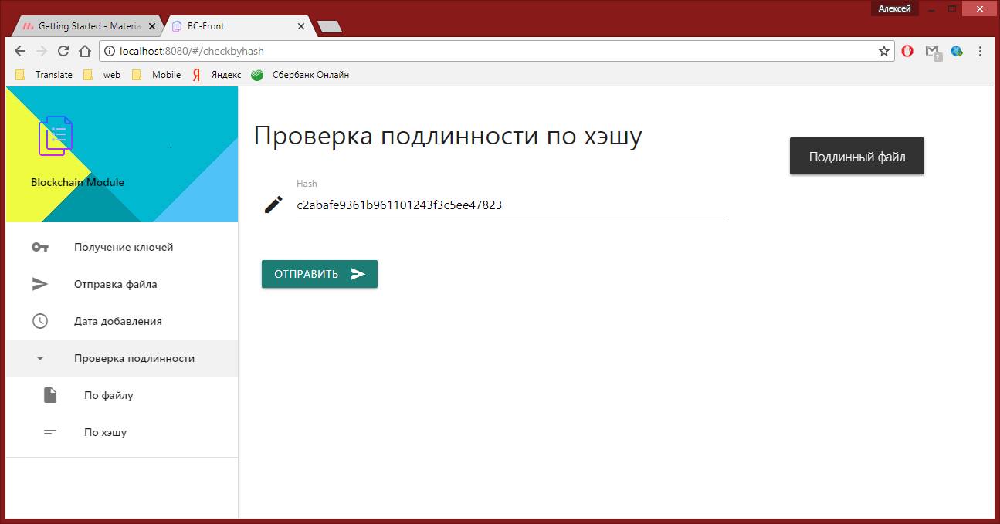 Алексей
Getting Started - Materia
BC-Front
localhost:8080/#/checkbyhash
?
Translate
web
Mobile
Я Яндекс
Сбербанк Онлайн
Blockchain Module
Получение ключей
Отправка файла
Дата добавления
Проверка подлинности
По файлу
По хэшу
Проверка подлинности по хэшу
Hash
c2abafe9361b961101243f3c5ee47823
ОТПРАВИТЬ
Подлинный файл